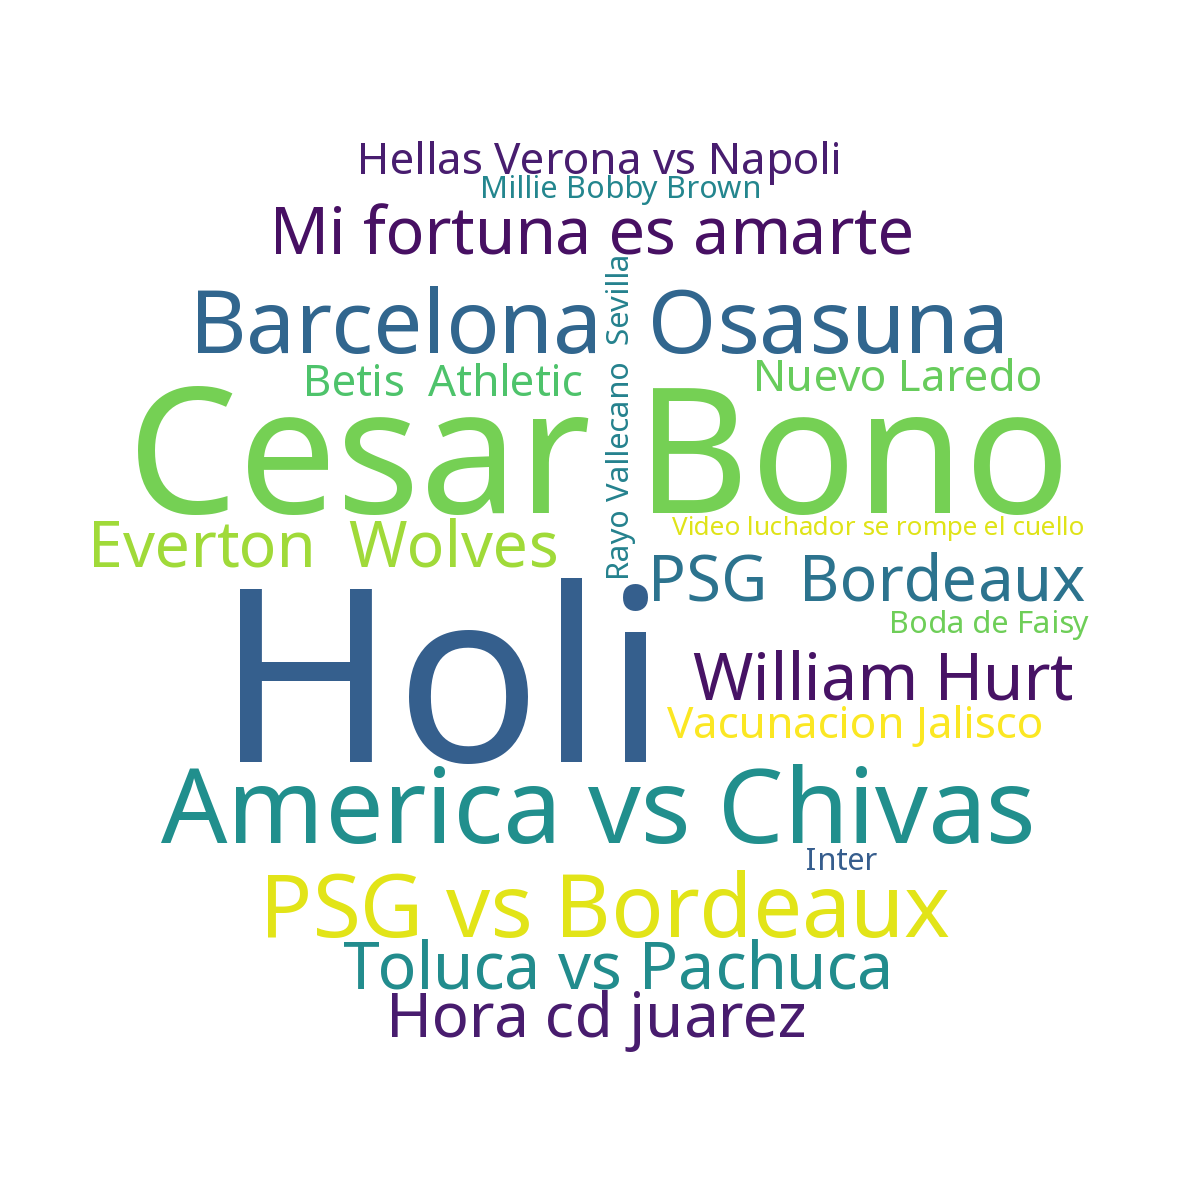 Hellas Verona vs Napoli
Millie Bobby Brown
Mi fortuna es amarte
Barcelona Osasuna
Rayo Vallecano Sevilla
Betis Athletic
Nuevo Laredo
Cesar Bono
Everton Wolves
Video luchador se rompe el cuello
PSG Bordeaux
Boda de Faisy
Holi
William Hurt
Vacunacion Jalisco
America vs Chivas
Inter
PSG vs Bordeaux
Toluca vs Pachuca
Hora cd juarez